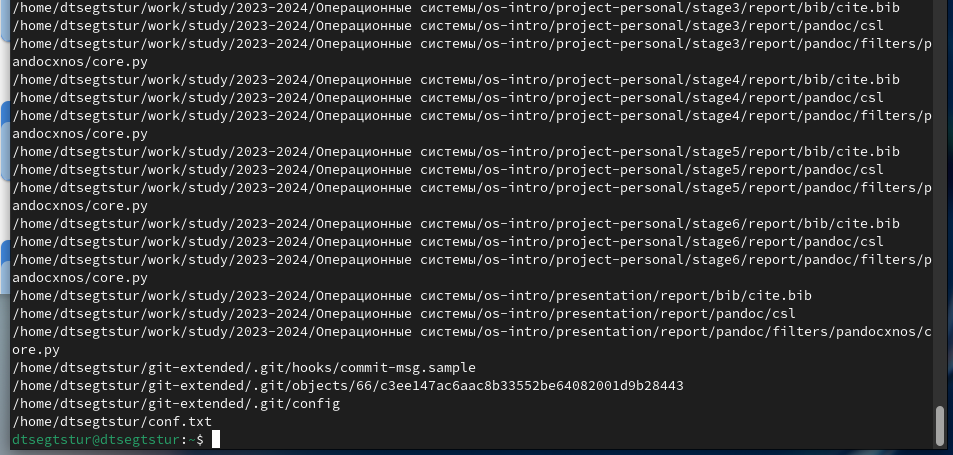 /home/dtsegtstur/work/study/2023-2024/Операционные системы/os-intro/project-personal/stage3/report/bib/cite.bib
/home/dtsegtstur/work/study/2023-2024/Операционные системы/os-intro/project-personal/stage3/report/pandoc/csl
/home/dtsegtstur/work/study/2023-2024/Операционные системы/os-intro/project-personal/stage3/report/pandoc/filters/p
andocxnos/core.py
/home/dtsegtstur/work/study/2023-2024/Операционные системы/os-intro/project-personal/stage4/report/bib/cite.bib
/home/dtsegtstur/work/study/2023-2024/Операционные системы/os-intro/project-personal/stage4/report/pandoc/csl
/home/dtsegtstur/work/study/2023-2024/Операционные системы/os-intro/project-personal/stage4/report/pandoc/filters/p
andocxnos/core.py
/home/dtsegtstur/work/study/2023-2024/Операционные системы/os-intro/project-personal/stage5/report/bib/cite.bib
/home/dtsegtstur/work/study/2023-2024/Операционные системы/os-intro/project-personal/stage5/report/pandoc/csl
/home/dtsegtstur/work/study/2023-2024/Операционные системы/os-intro/project-personal/stage5/report/pandoc/filters/p
andocxnos/core.py
/home/dtsegtstur/work/study/2023-2024/Операционные системы/os-intro/project-personal/stage6/report/bib/cite.bib
/home/dtsegtstur/work/study/2023-2024/Операционные системы/os-intro/project-personal/stage6/report/pandoc/csl
/home/dtsegtstur/work/study/2023-2024/Операционные системы/os-intro/project-personal/stage6/report/pandoc/filters/p
andocxnos/core.py
/home/dtsegtstur/work/study/2023-2024/Операционные системы/os-intro/presentation/report/bib/cite.bib
/home/dtsegtstur/work/study/2023-2024/Операционные системы/os-intro/presentation/report/pandoc/csl
/home/dtsegtstur/work/study/2023-2024/Операционные системы/os-intro/presentation/report/pandoc/filters/pandocxnos/c
ore.py
/home/dtsegtstur/git-extended/.git/hooks/commit-msg.sample
/home/dtsegtstur/git-extended/.git/objects/66/c3ee147ac6aac8b33552be64082001d9b28443
/home/dtsegtstur/git-extended/.git/config
/home/dtsegtstur/conf.txt
dtsegtstur@dtsegtstur:~$